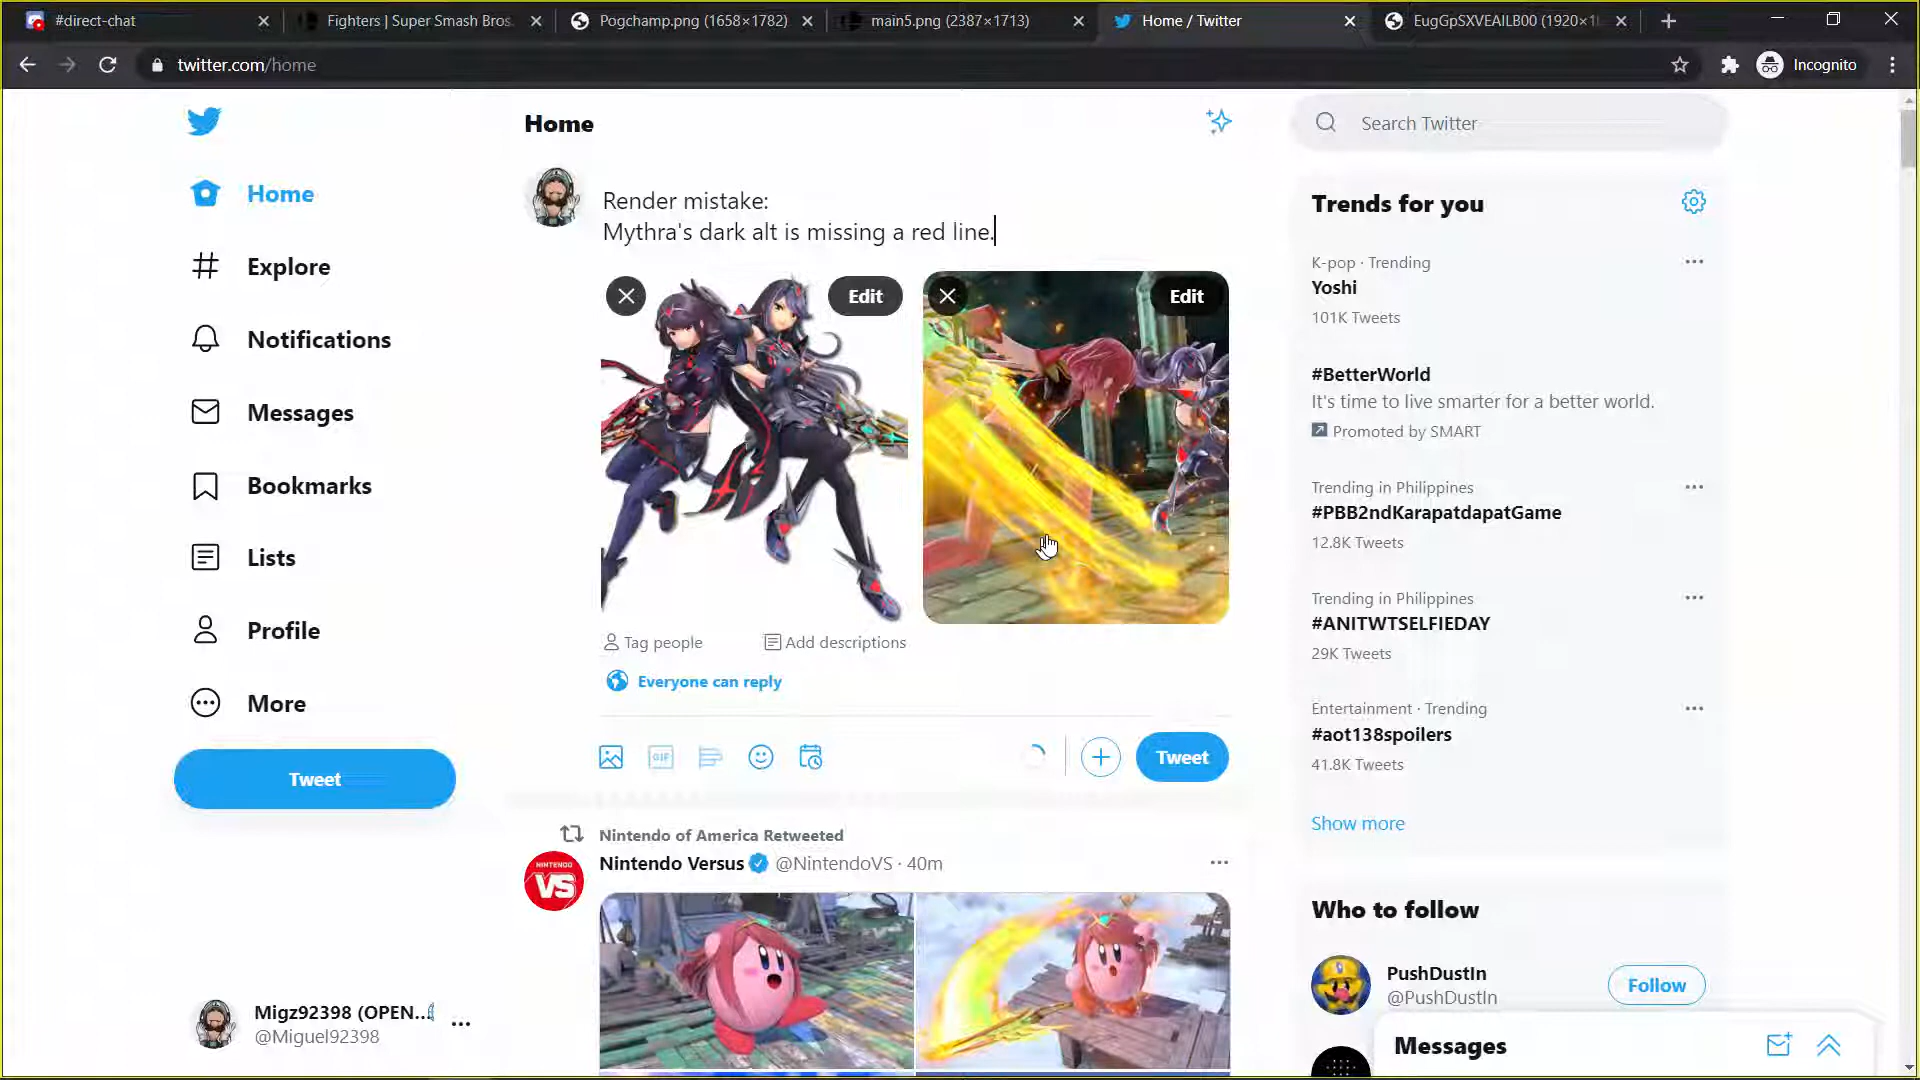 #direct-chat
Fighters | Super Smash Bros.
Pogchamp.png (1658×1782)
main5.png (2387×1713)
Home / Twitter
EugGpSXVEAILB00 (1920×1
twitter.com/home
Incognito
Home
Explore
Notifications
Messages
Bookmarks
Lists
Profile
More
Tweet
Migz92398 (OPEN...
@Miguel92398
Home
Render mistake:
Mythra's dark alt is missing a red line.
Edit
Edit
Tag people
Add descriptions
Everyone can reply
GIF
Tweet
Nintendo of America Retweeted
NINTENDO
VS
Nintendo Versus @NintendoVS · 40m
Search Twitter
Trends for you
K-pop · Trending
Yoshi
101K Tweets
#BetterWorld
It's time to live smarter for a better world.
Promoted by SMART
Trending in Philippines
#PBB2ndKarapatdapatGame
12.8K Tweets
Trending in Philippines
#ANITWTSELFIEDAY
29K Tweets
Entertainment · Trending
#aot138spoilers
41.8K Tweets
Show more
Who to follow
PushDustIn
@PushDustIn
Follow
Messages